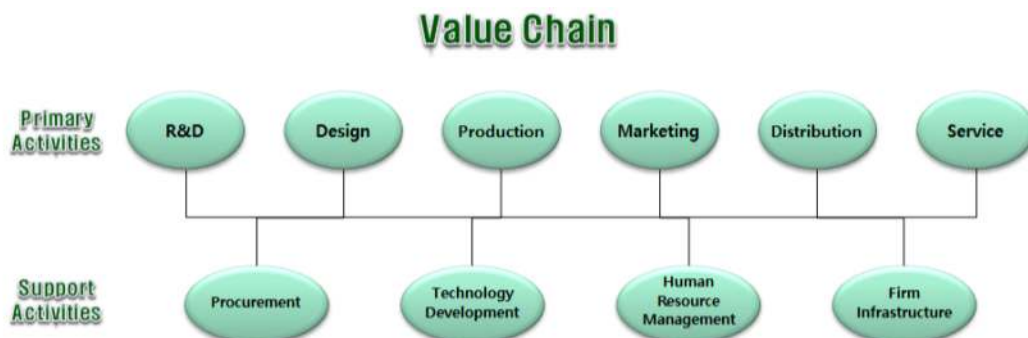 Value Chain
Primary
Activities
R&D
Design
Production
Marketing
Distribution
Service
Support
Activities
Procurement
Technology
Development
Human
Resource
Management
Firm
Infrastructure